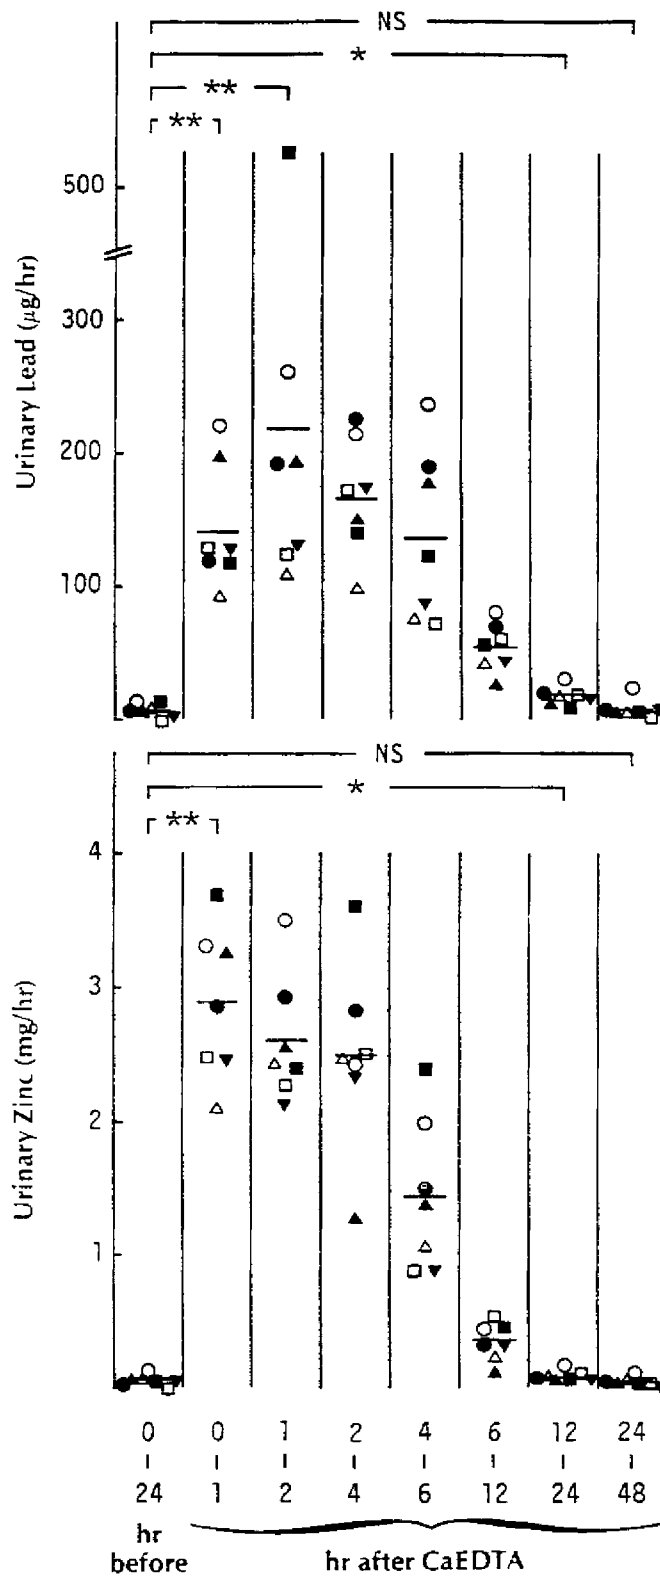 NS
*
**
**
500
300
200
100
Urinary Lead (μg/hr)
NS
*
**
4
3
2
1
Urinary Zinc (mg/hr)
0 0 1 2 4 6 12 24
24 1 2 4 6 12 24 48
hr before
hr after CaEDTA